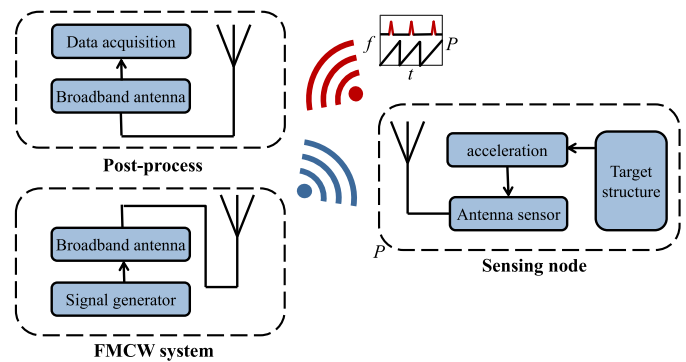 Data acquisition
Broadband antenna
Post-process
f
P
t
acceleration
Target
structure
Antenna sensor
P
Sensing node
Broadband antenna
Signal generator
FMCW system